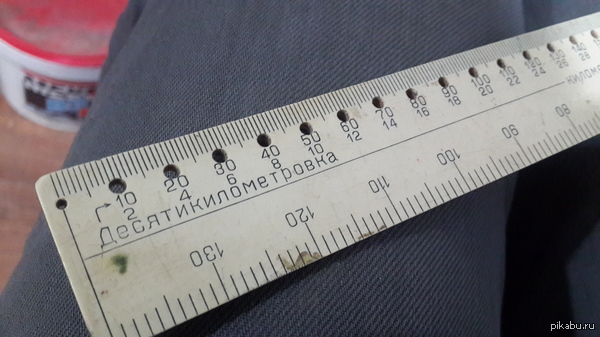 10 20 30 40 50 60 70 80 90 100 110 120 130 140
2 4 6 8 10 12 14 16 18 20 22 24 26 28
Десятикилометровка
130 120 110 100 90 80
pikabu.ru